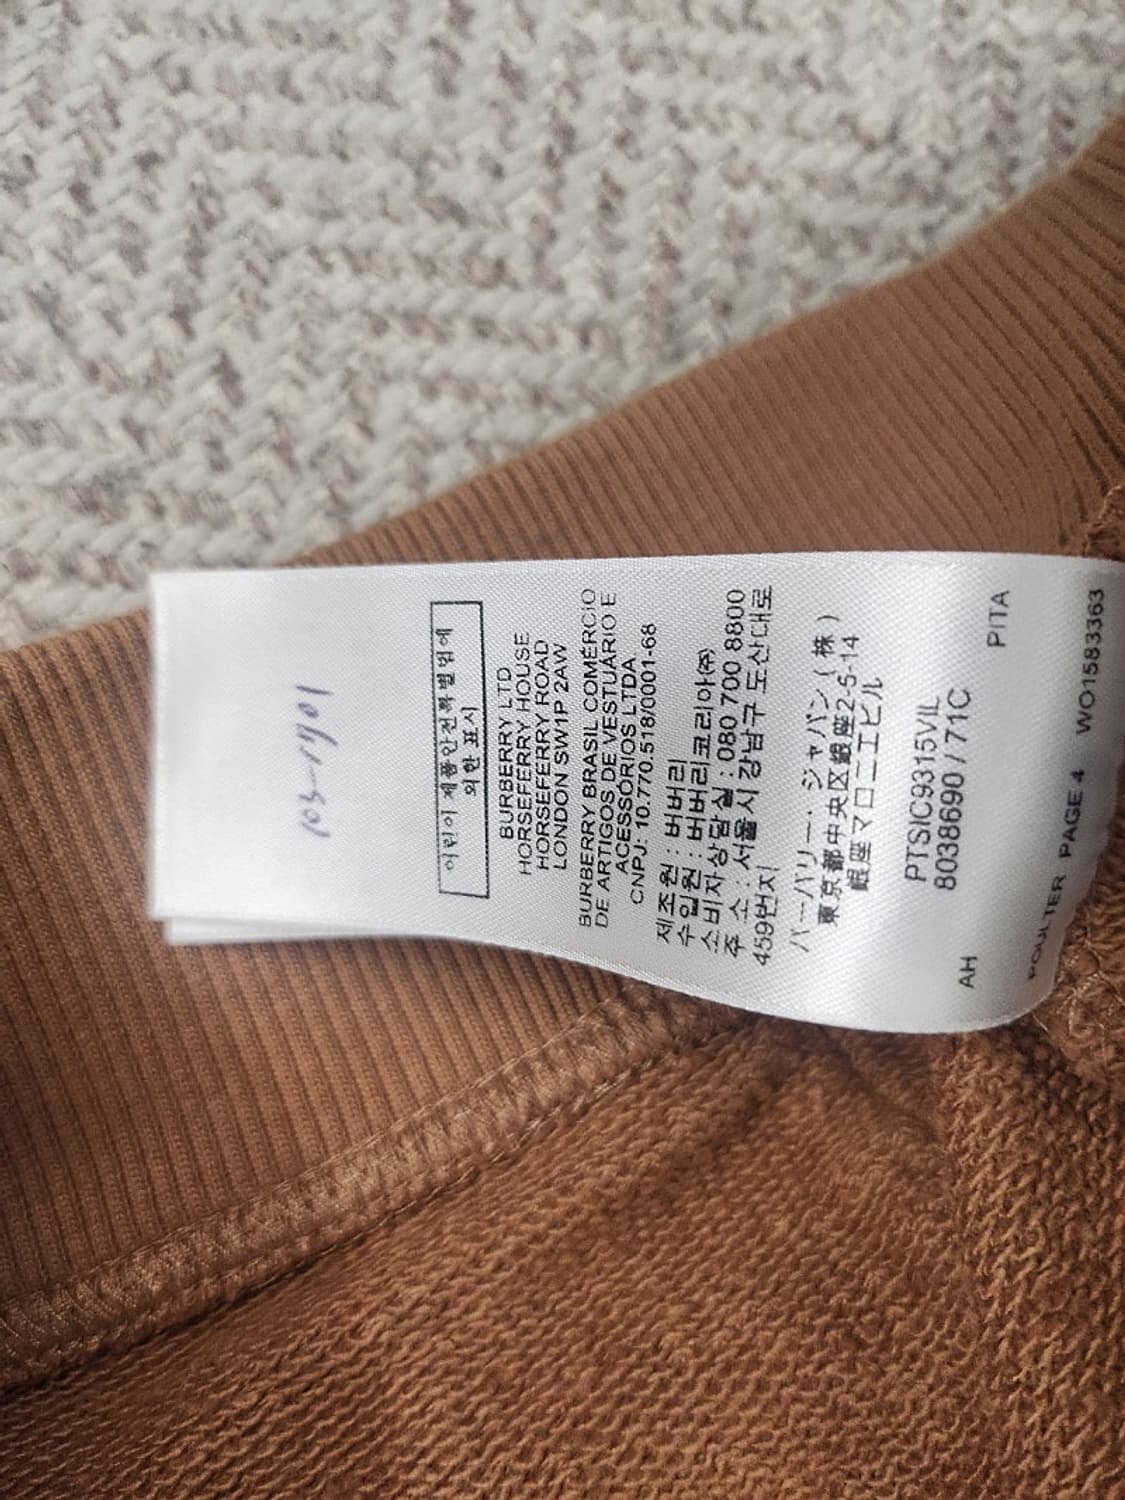 어린이 제품안전특별법에
의한 표시
BURBERRY LTD
HORSEFERRY HOUSE
HORSEFERRY ROAD
LONDON SW1P 2AW
BURBERRY BRASIL COMÉRCIO
DE ARTIGOS DE VESTUÁRIO E
ACESSÓRIOS LTDA.
CNPJ: 10.770.518/0001-68
제조원 : 버버리
수입원 : 버버리코리아(주)
소비자상담실 : 080 700 8800
주 소 : 서울시 강남구 도산대로
459번지
バーバリー・ジャパン(株)
東京都中央区銀座2-5-14
銀座マロニエビル
PTSIC9315VIL
8038690 / 71C
AH PITA
POULTER PAGE 4 WO1583363